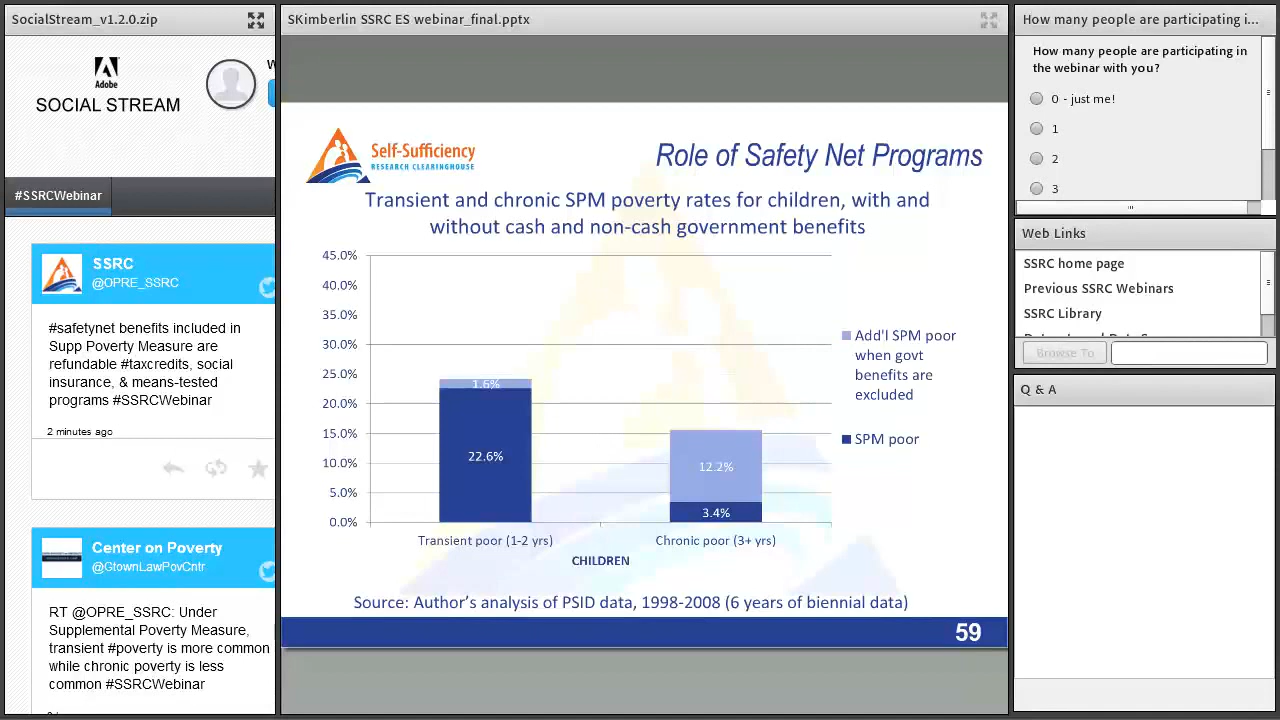 SocialStream_v1.2.0.zip
Adobe
SOCIAL STREAM
W
#SSRCWebinar
SSRC
@OPRE_SSRC
#safetynet benefits included in
Supp Poverty Measure are
refundable #taxcredits, social
insurance, & means-tested
programs #SSRCWebinar
2 minutes ago
Center on Poverty
@GtownLawPovCntr
RT @OPRE_SSRC: Under
Supplemental Poverty Measure,
transient #poverty is more common
while chronic poverty is less
common #SSRCWebinar
SKimberlin SSRC ES webinar_final.pptx
Self-Sufficiency
RESEARCH CLEARINGHOUSE
Role of Safety Net Programs
Transient and chronic SPM poverty rates for children, with and
without cash and non-cash government benefits
45.0%
40.0%
35.0%
30.0%
25.0%
20.0%
15.0%
10.0%
5.0%
0.0%
1.6%
22.6%
12.2%
3.4%
Transient poor (1-2 yrs)
Chronic poor (3+ yrs)
CHILDREN
Add'l SPM poor
when govt
benefits are
excluded
SPM poor
Source: Author's analysis of PSID data, 1998-2008 (6 years of biennial data)
59
How many people are participating i...
How many people are participating in
the webinar with you?
0 - just me!
1
2
3
Web Links
SSRC home page
Previous SSRC Webinars
SSRC Library
Browse To
Q & A